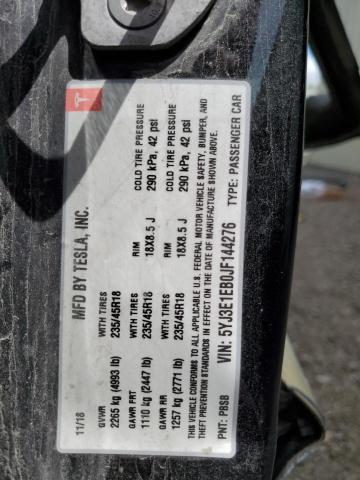 11/18 MFD BY TESLA, INC.
GVWR WITH TIRES RIM COLD TIRE PRESSURE
2265 kg (4993 lb) 235/45R18 18X8.5 J 290 kPa, 42 psi
GAWR FRT WITH TIRES RIM COLD TIRE PRESSURE
1110 kg (2447 lb) 235/45R18 18X8.5 J 290 kPa, 42 psi
GAWR RR WITH TIRES
1257 kg (2771 lb) 235/45R18
THIS VEHICLE CONFORMS TO ALL APPLICABLE U.S. FEDERAL MOTOR VEHICLE SAFETY, BUMPER, AND
THEFT PREVENTION STANDARDS IN EFFECT ON THE DATE OF MANUFACTURE SHOWN ABOVE.
PNT: PBSB VIN: 5YJ3E1EB0JF144276 TYPE: PASSENGER CAR